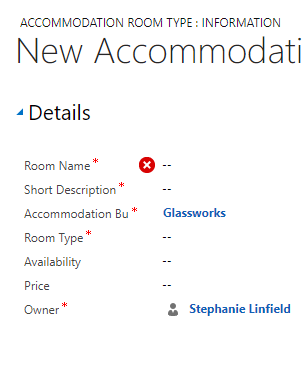 ACCOMMODATION ROOM TYPE : INFORMATION
New Accommodati
Details
Room Name * --
Short Description * --
Accommodation Bu * Glassworks
Room Type * --
Availability --
Price --
Owner * Stephanie Linfield